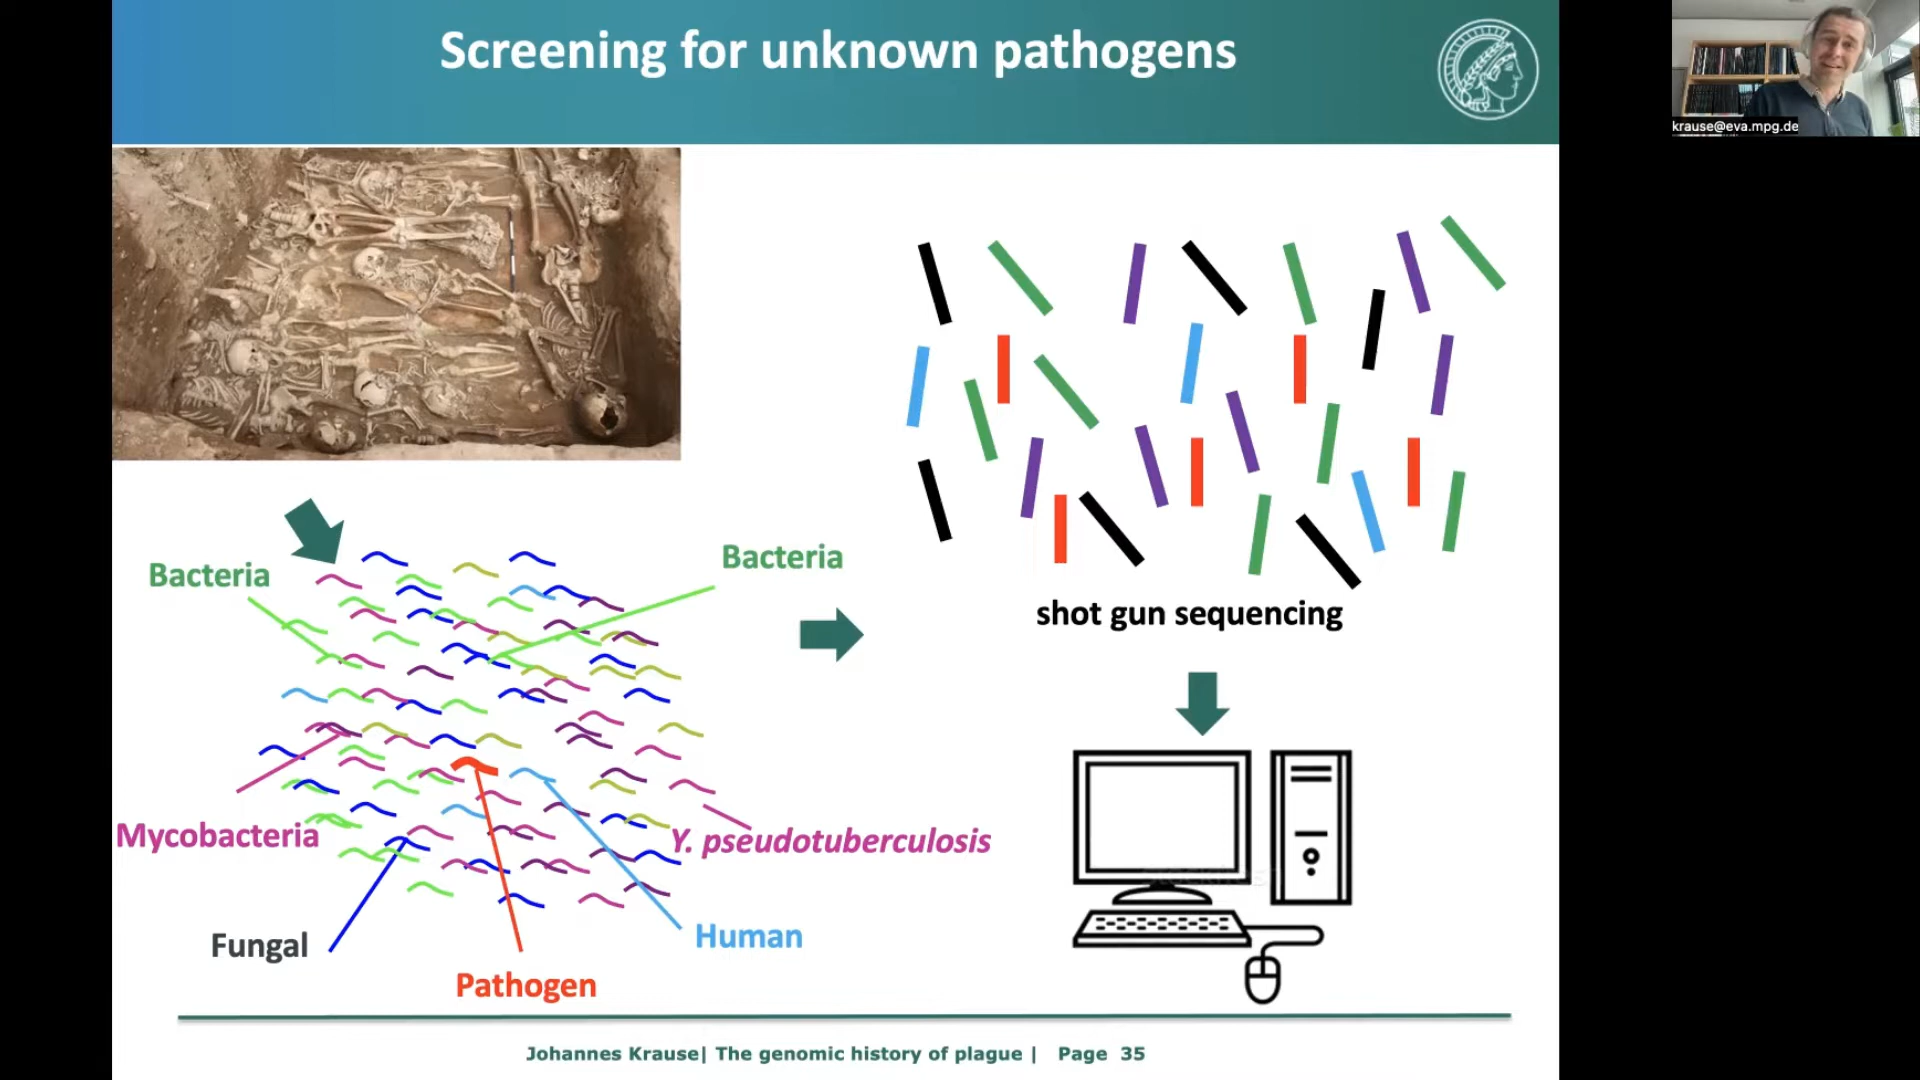 Screening for unknown pathogens
krause@eva.mpg.de
Bacteria
Bacteria
shot gun sequencing
Mycobacteria
Y. pseudotuberculosis
Fungal
Human
Pathogen
Johannes Krause| The genomic history of plague | Page 35